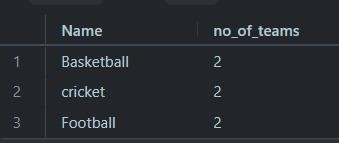 Name no_of_teams
1 Basketball 2
2 cricket 2
3 Football 2